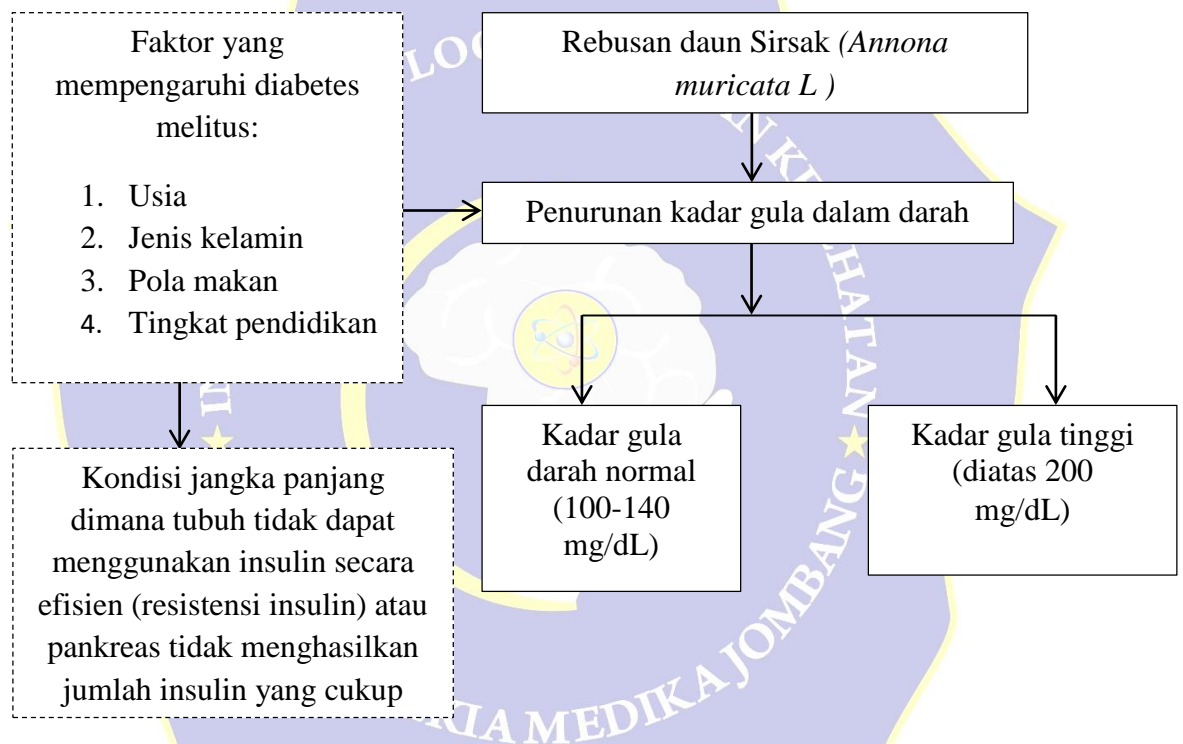 Faktor yang
mempengaruhi diabetes
melitus:
1. Usia
2. Jenis kelamin
3. Pola makan
4. Tingkat pendidikan
Rebusan daun Sirsak (Annona
muricata L )
Penurunan kadar gula dalam darah
Kadar gula
darah normal
(100-140
mg/dL)
Kadar gula tinggi
(diatas 200
mg/dL)
Kondisi jangka panjang
dimana tubuh tidak dapat
menggunakan insulin secara
efisien (resistensi insulin) atau
pankreas tidak menghasilkan
jumlah insulin yang cukup
MEDIKA JOMBANG